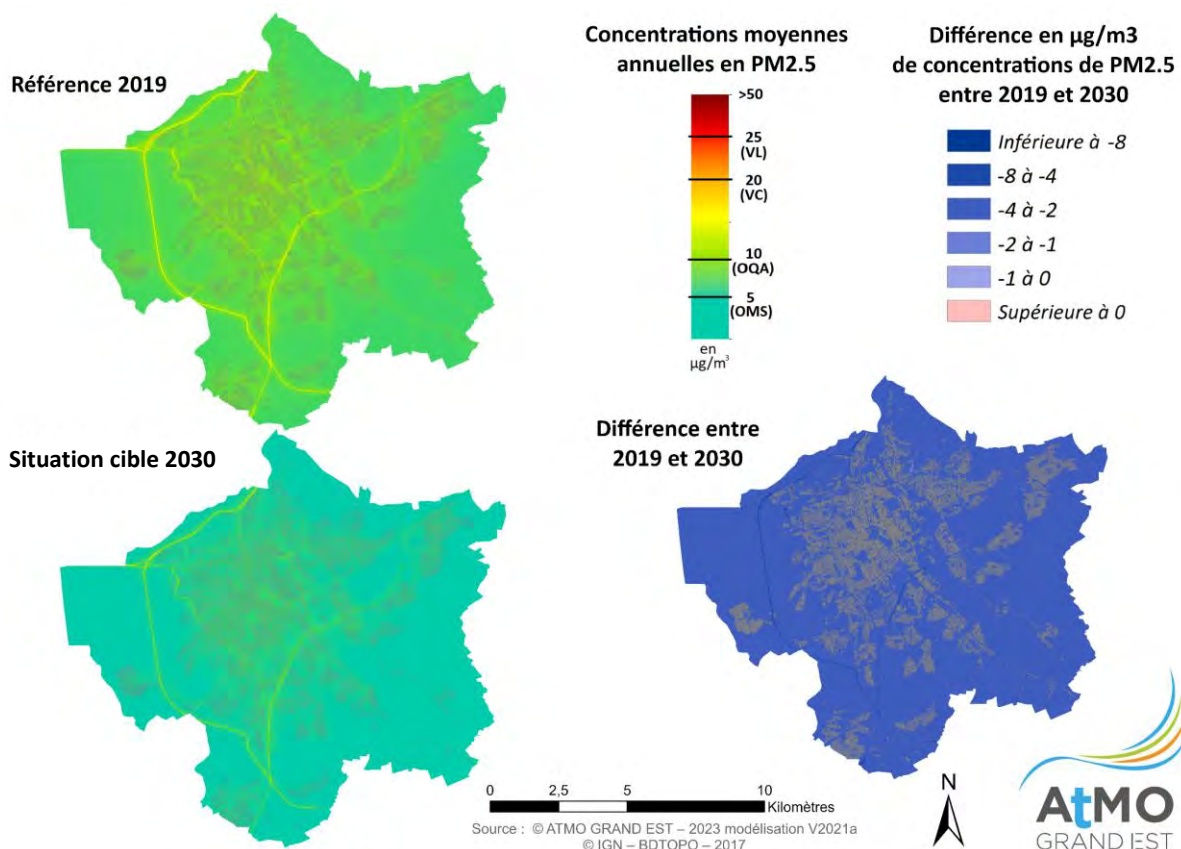 Référence 2019
Concentrations moyennes
annuelles en PM2.5
>50
25
(VL)
20
(VC)
10
(OQA)
5
(OMS)
en
µg/m³
Différence en µg/m3
de concentrations de PM2.5
entre 2019 et 2030
Inférieure à -8
-8 à -4
-4 à -2
-2 à -1
-1 à 0
Supérieure à 0
Situation cible 2030
Différence entre
2019 et 2030
0
2,5
5
10
Kilomètres
Source : © ATMO GRAND EST – 2023 modélisation V2021a
© IGN – BDTOPO – 2017
N
AtMO
GRAND EST